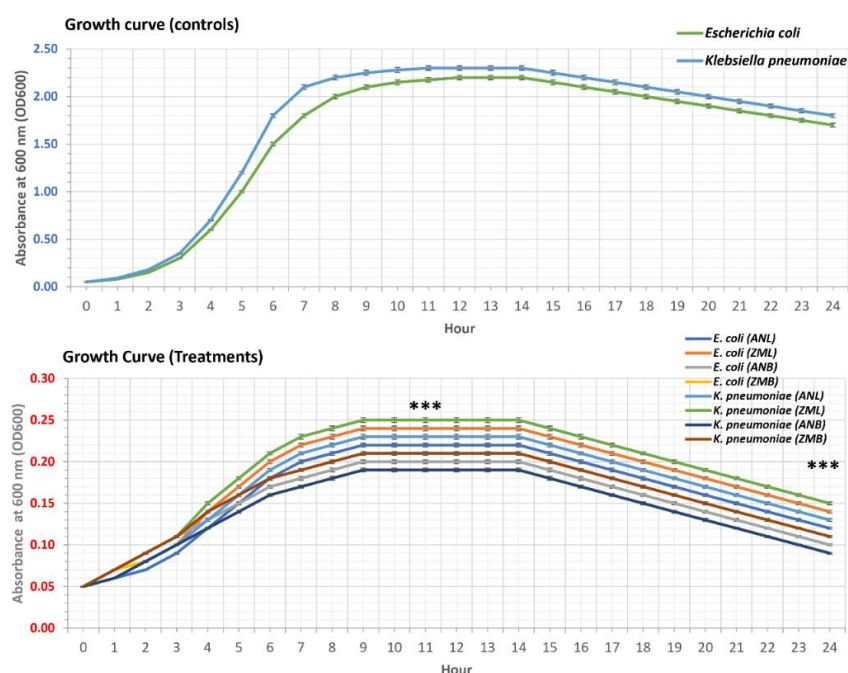 Growth curve (controls)
Escherichia coli
Klebsiella pneumoniae
Absorbance at 600 nm (OD600)
2.50
2.00
1.50
1.00
0.50
0.00
0 1 2 3 4 5 6 7 8 9 10 11 12 13 14 15 16 17 18 19 20 21 22 23 24
Hour
Growth Curve (Treatments)
E. coli (ANL)
E. coli (ZML)
E. coli (ANB)
E. coli (ZMB)
K. pneumoniae (ANL)
K. pneumoniae (ZML)
K. pneumoniae (ANB)
K. pneumoniae (ZMB)
Absorbance at 600 nm (OD600)
0.30
0.25
0.20
0.15
0.10
0.05
0.00
***
***
0 1 2 3 4 5 6 7 8 9 10 11 12 13 14 15 16 17 18 19 20 21 22 23 24
Hour